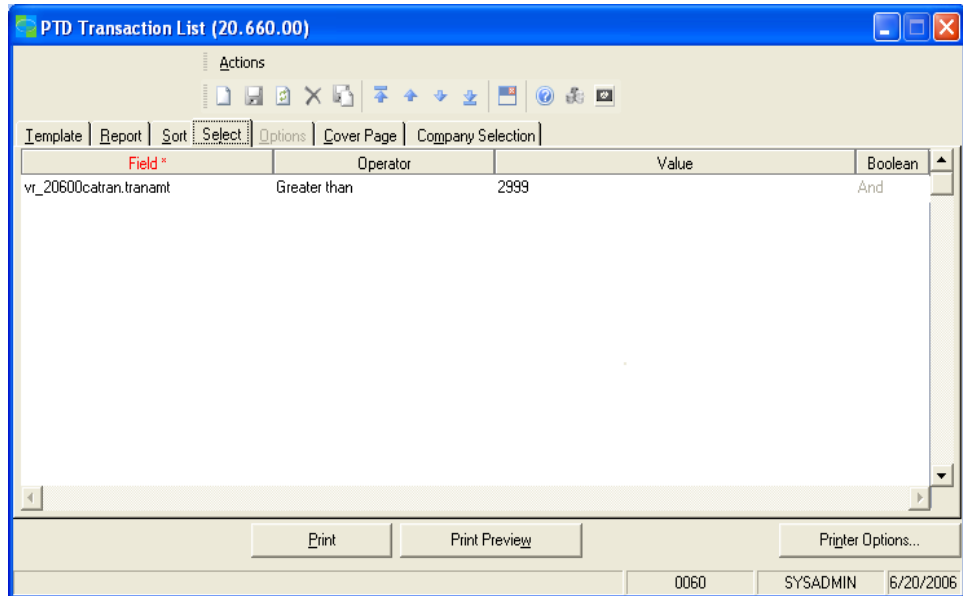 PTD Transaction List (20.660.00)
Actions
Template Report Sort Select Options Cover Page Company Selection
Field * Operator Value Boolean
vr_20600catran.tranamt Greater than 2999 And
Print Print Preview Printer Options...
0060 SYSADMIN 6/20/2006